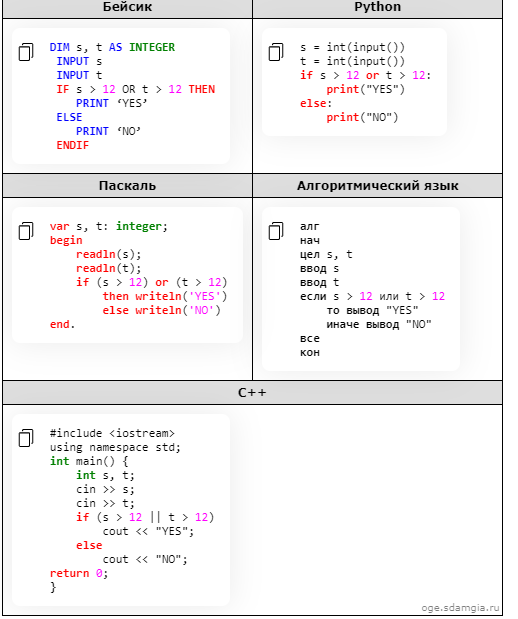 Бейсик
DIM s, t AS INTEGER
INPUT s
INPUT t
IF s > 12 OR t > 12 THEN
PRINT ‘YES’
ELSE
PRINT ‘NO’
ENDIF
Python
s = int(input())
t = int(input())
if s > 12 or t > 12:
print("YES")
else:
print("NO")
Паскаль
var s, t: integer;
begin
readln(s);
readln(t);
if (s > 12) or (t > 12)
then writeln('YES')
else writeln('NO')
end.
Алгоритмический язык
алг
нач
цел s, t
ввод s
ввод t
если s > 12 или t > 12
то вывод "YES"
иначе вывод "NO"
все
кон
C++
#include <iostream>
using namespace std;
int main() {
int s, t;
cin >> s;
cin >> t;
if (s > 12 || t > 12)
cout << "YES";
else
cout << "NO";
return 0;
}
oge.sdamgia.ru